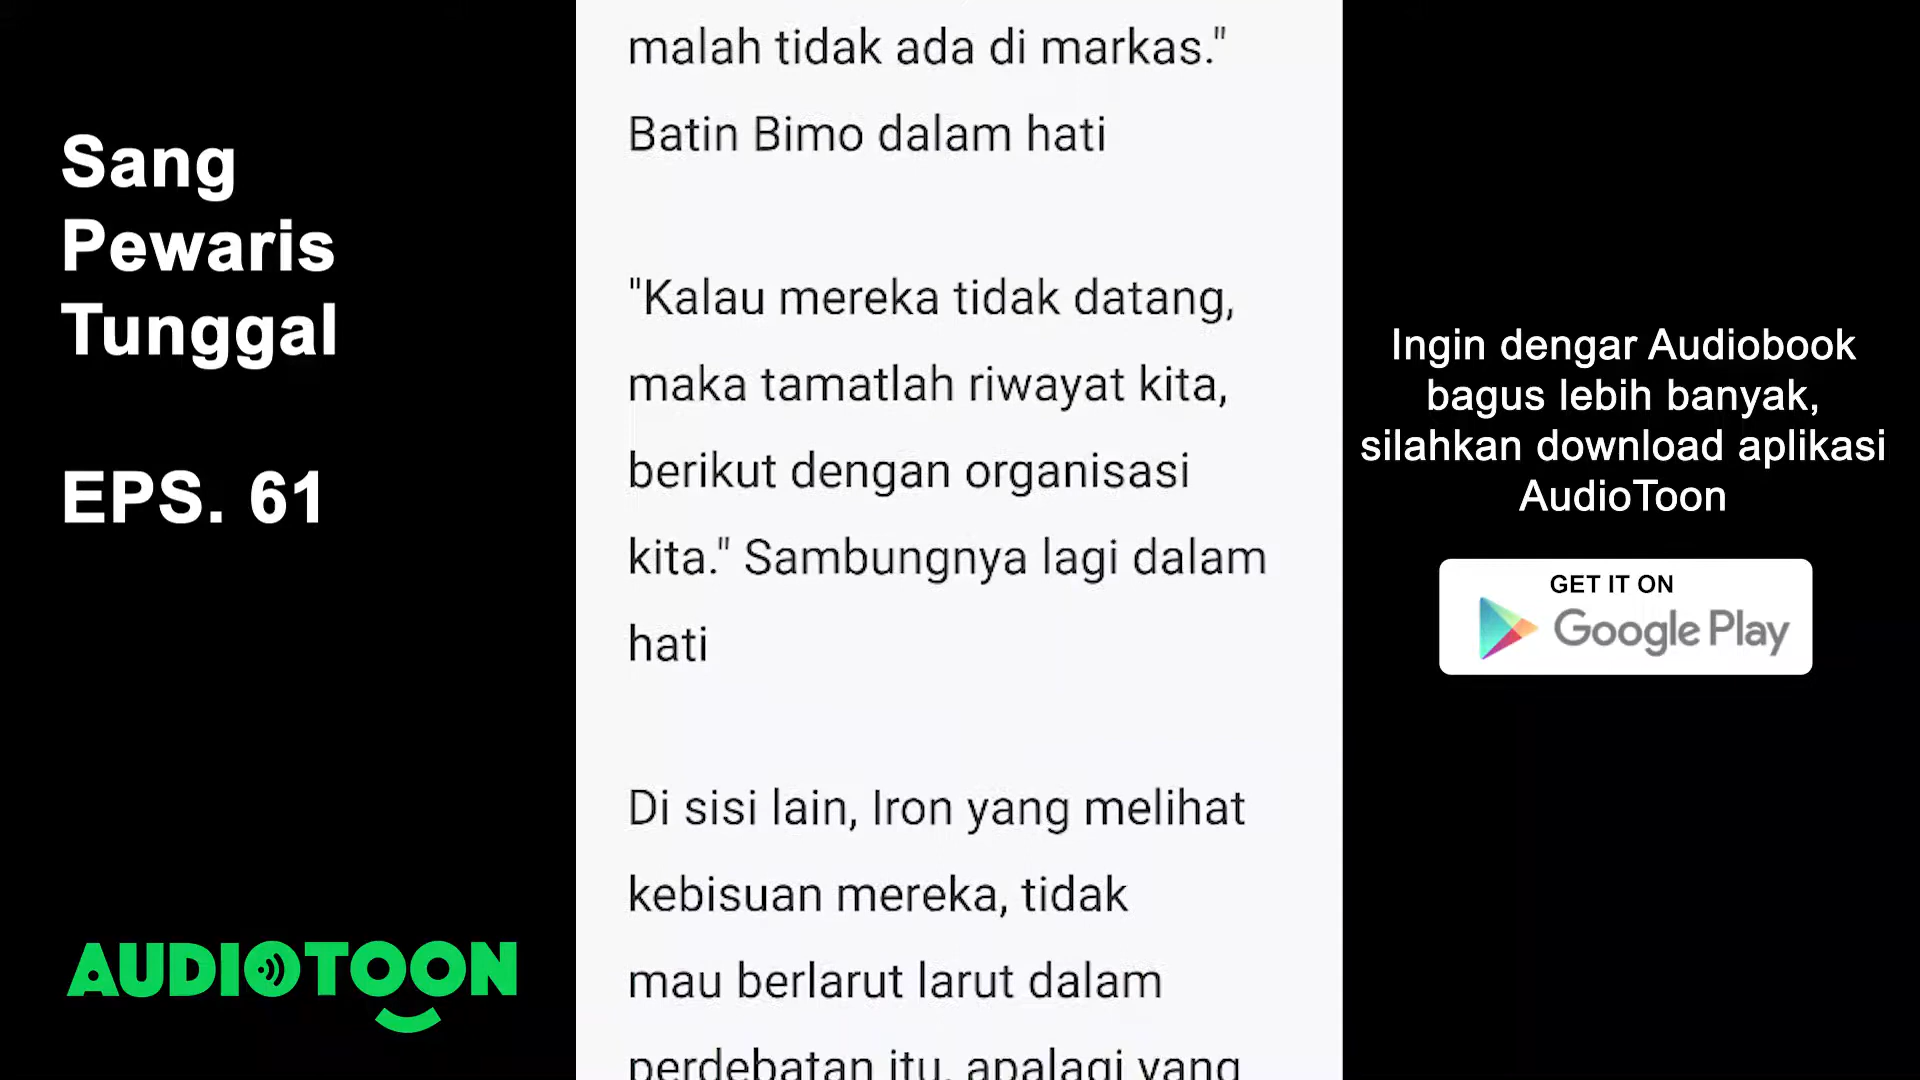 Sang
Pewaris
Tunggal
EPS. 61
AUDIOTOON
malah tidak ada di markas."
Batin Bimo dalam hati
"Kalau mereka tidak datang,
maka tamatlah riwayat kita,
berikut dengan organisasi
kita." Sambungnya lagi dalam
hati
Di sisi lain, Iron yang melihat
kebisuan mereka, tidak
mau berlarut larut dalam
perdebatan itu, apalagi yang
Ingin dengar Audiobook
bagus lebih banyak,
silahkan download aplikasi
AudioToon
GET IT ON
Google Play